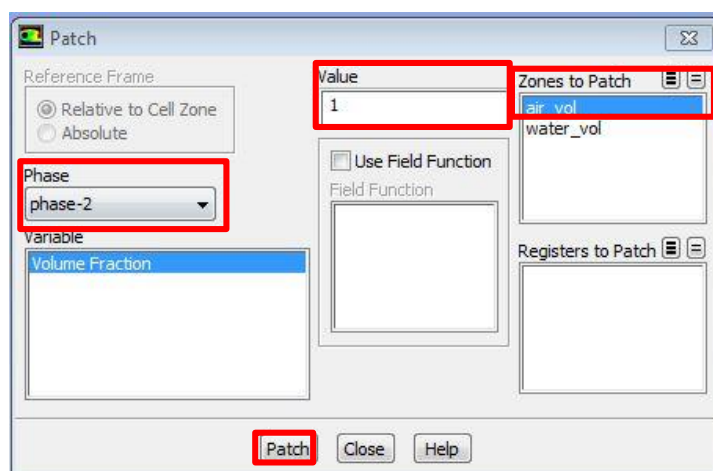 Patch
Reference Frame
Relative to Cell Zone
Absolute
Phase
phase-2
Variable
Volume Fraction
Value
1
Use Field Function
Field Function
Zones to Patch
air_vol
water_vol
Registers to Patch
Patch
Close
Help